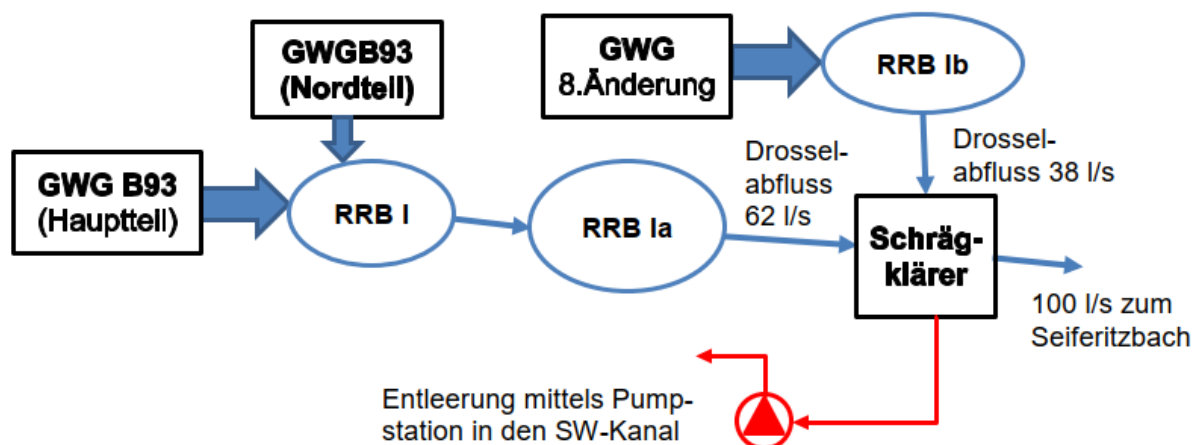 GWGB93
(Nordteil)
GWG
8.Änderung
RRB Ib
GWG B93
(Hauptteil)
RRB I
RRB Ia
Drossel-
abfluss
62 l/s
Drossel-
abfluss 38 l/s
Schräg-
klärer
100 l/s zum
Seiferitzbach
Entleerung mittels Pump-
station in den SW-Kanal